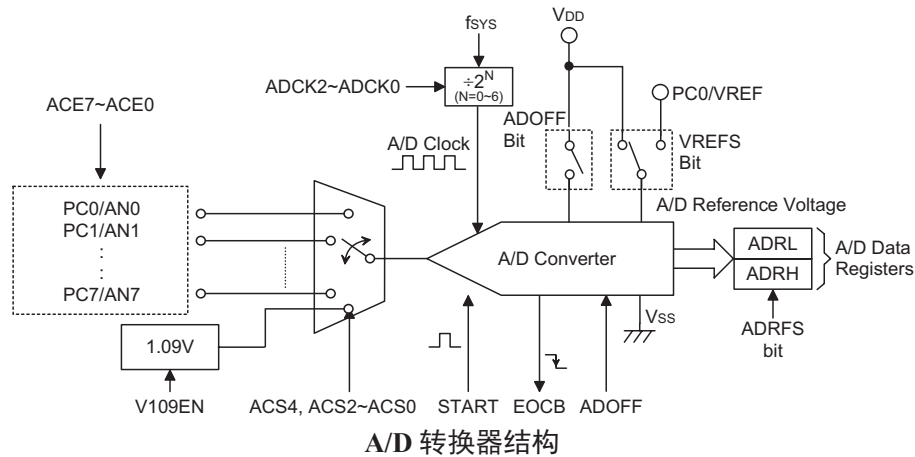 fSYS
VDD
ADCK2~ADCK0
÷2^N
(N=0~6)
PC0/VREF
ACE7~ACE0
ADOFF
Bit
VREFS
Bit
A/D Clock
PC0/AN0
PC1/AN1
:
:
PC7/AN7
A/D Reference Voltage
A/D Converter
ADRL
ADRH
A/D Data
Registers
VSS
1.09V
ADRFS
bit
V109EN
ACS4, ACS2~ACS0
START
EOCB
ADOFF
A/D 转换器结构